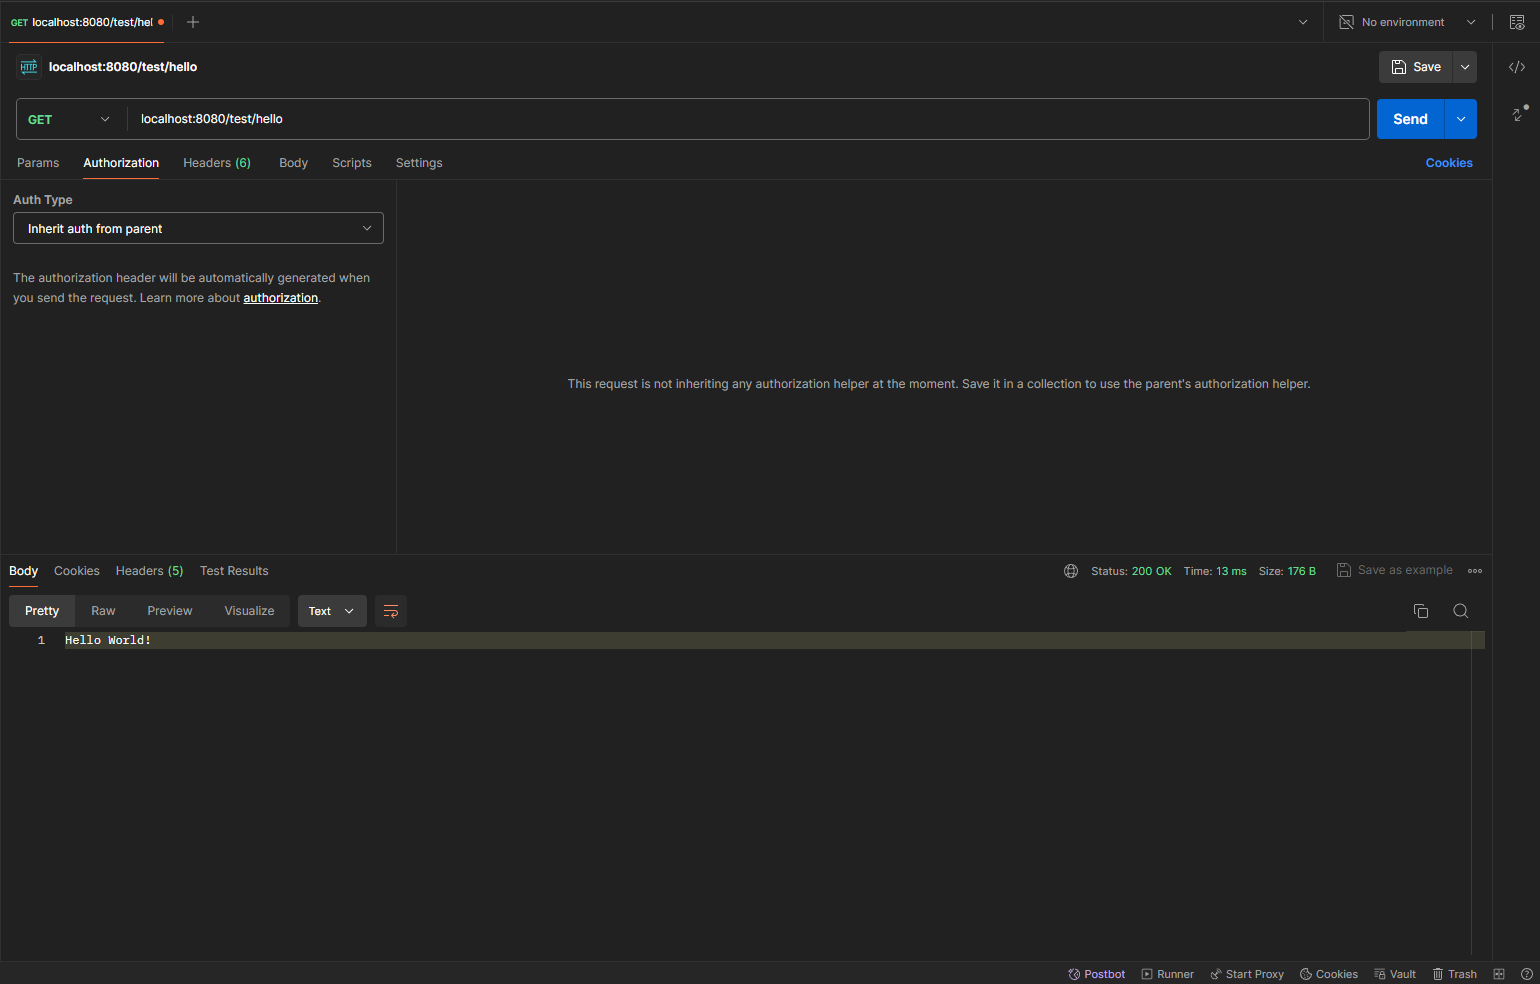 GET localhost:8080/test/hel
No environment
HTTP localhost:8080/test/hello
Save
GET localhost:8080/test/hello
Send
Params Authorization Headers (6) Body Scripts Settings Cookies
Auth Type
Inherit auth from parent
The authorization header will be automatically generated when
you send the request. Learn more about authorization.
This request is not inheriting any authorization helper at the moment. Save it in a collection to use the parent's authorization helper.
Body Cookies Headers (5) Test Results Status: 200 OK Time: 13 ms Size: 176 B Save as example
Pretty Raw Preview Visualize Text
1 Hello World!
Postbot Runner Start Proxy Cookies Vault Trash